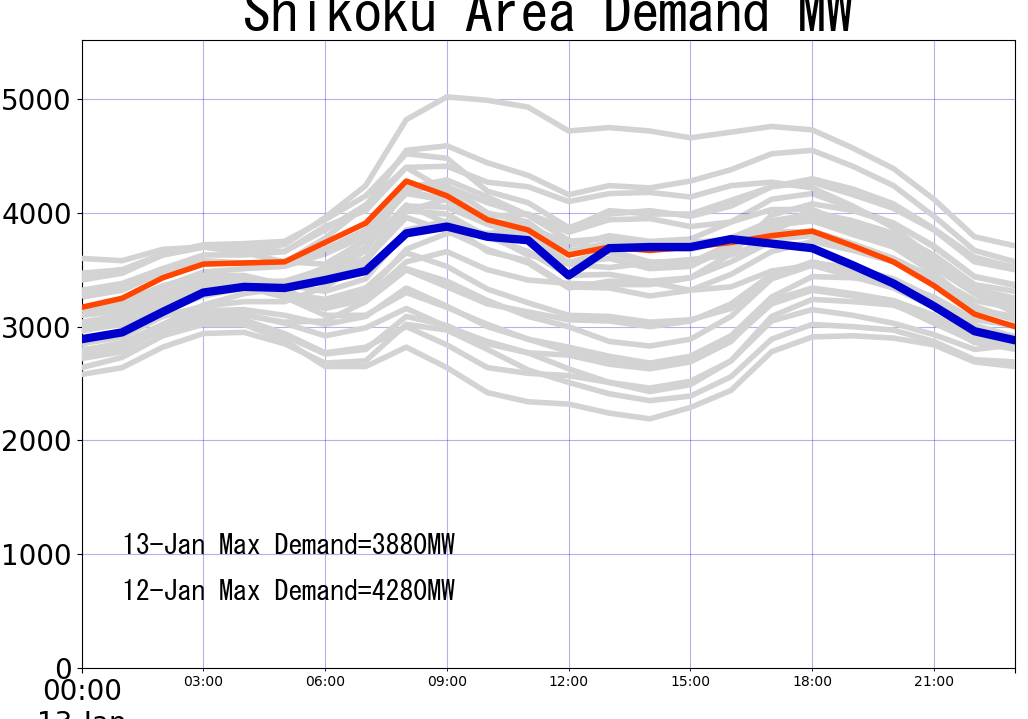 Shikoku Area Demand MW
5000
4000
3000
2000
13-Jan Max Demand=3880MW
1000
12-Jan Max Demand=4280MW
0
00:00 03:00 06:00 09:00 12:00 15:00 18:00 21:00
13Jan